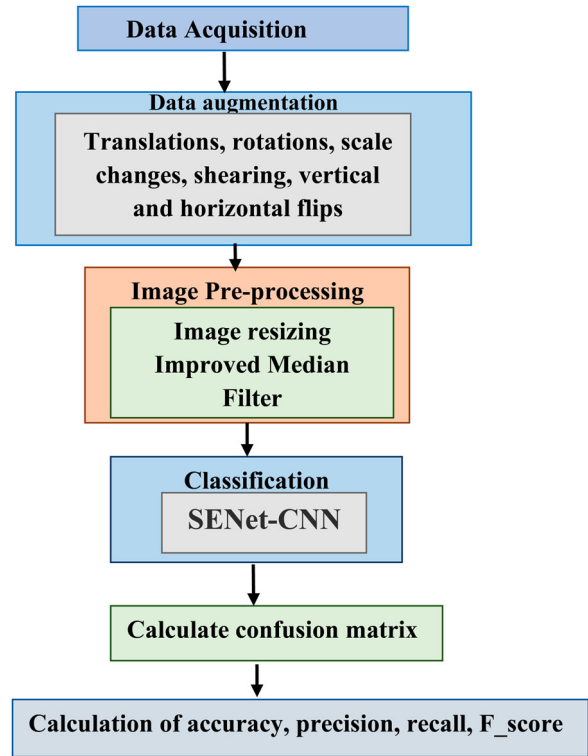 Data Acquisition
Data augmentation
Translations, rotations, scale
changes, shearing, vertical
and horizontal flips
Image Pre-processing
Image resizing
Improved Median
Filter
Classification
SENet-CNN
Calculate confusion matrix
Calculation of accuracy, precision, recall, F_score